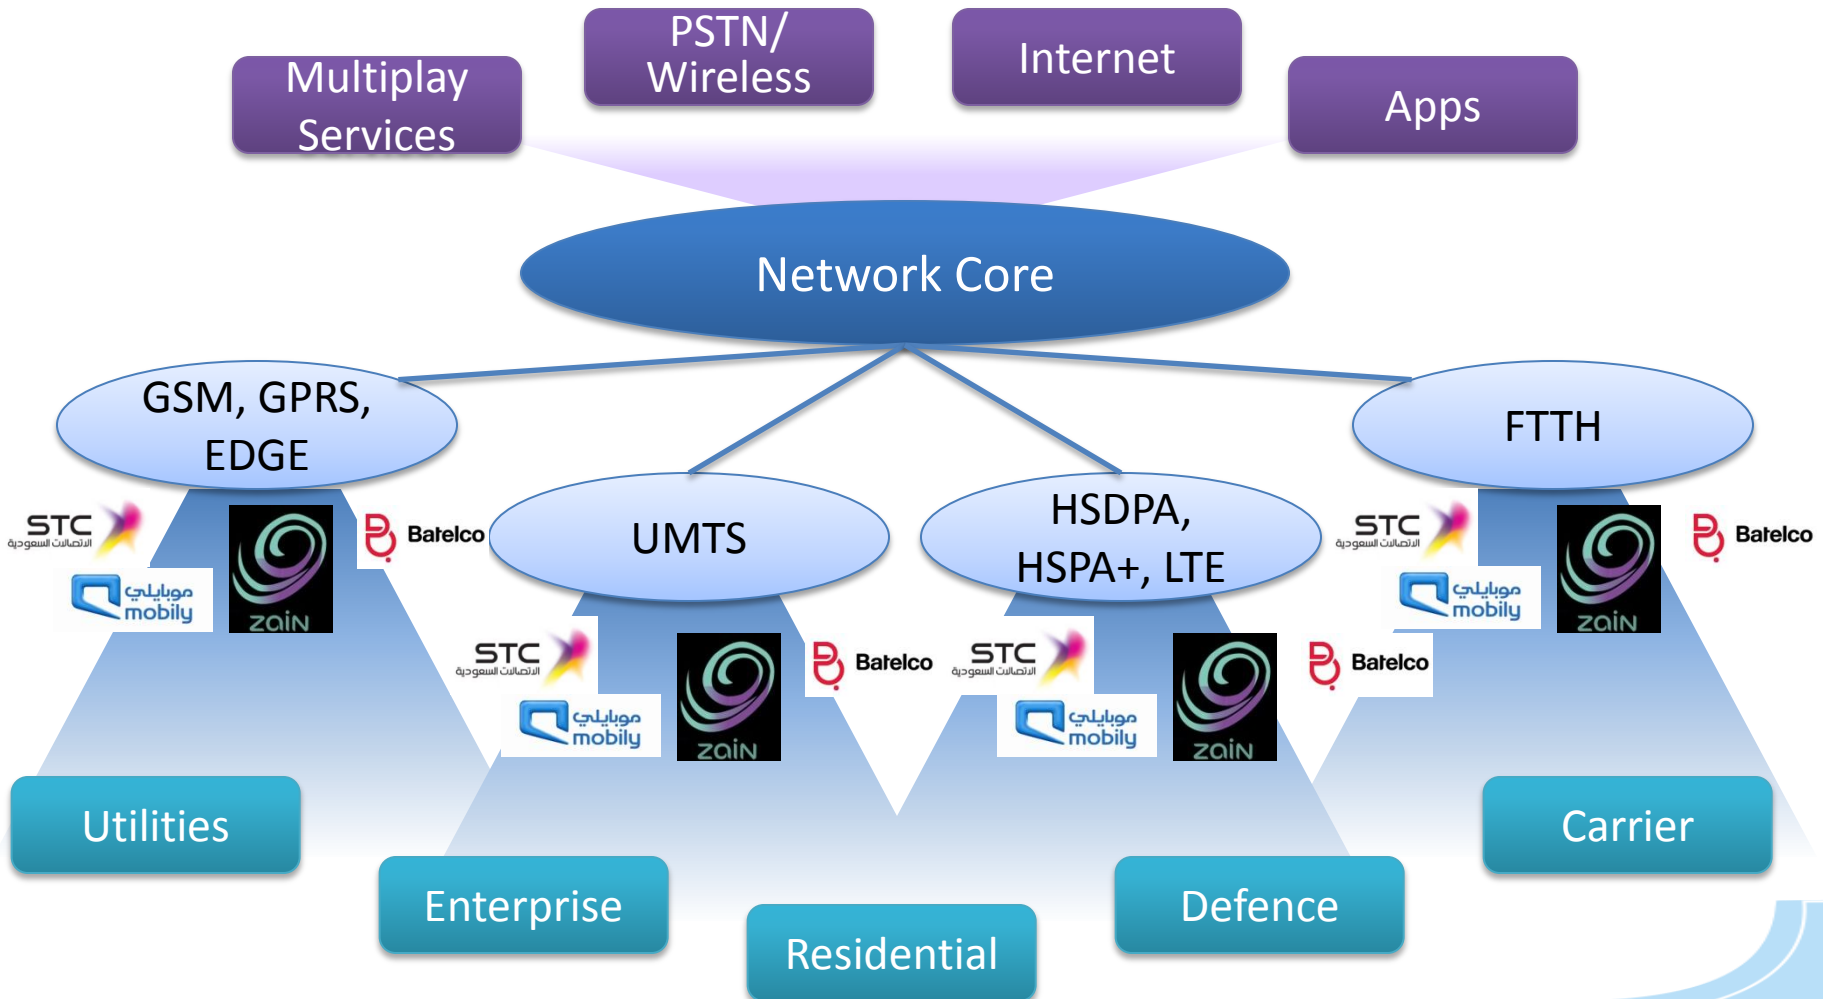 Multiplay
Services
PSTN/
Wireless
Internet
Apps
Network Core
GSM, GPRS,
EDGE
UMTS
HSDPA,
HSPA+, LTE
FTTH
STC
الاتصالات السعودية
موبايلي
mobily
zain
Batelco
STC
الاتصالات السعودية
موبايلي
mobily
zain
Batelco
STC
الاتصالات السعودية
موبايلي
mobily
zain
Batelco
STC
الاتصالات السعودية
موبايلي
mobily
zain
Batelco
Utilities
Enterprise
Residential
Defence
Carrier